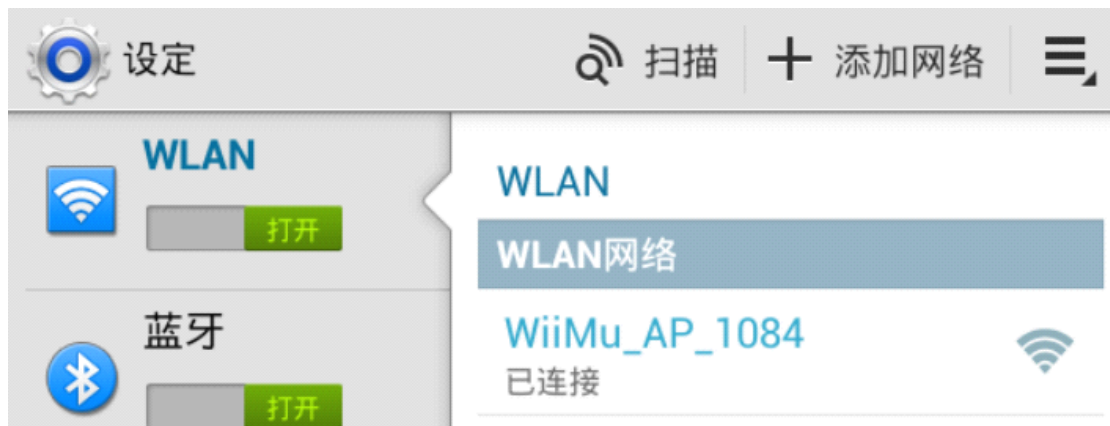 设定
扫描
添加网络
WLAN
打开
蓝牙
打开
WLAN
WLAN网络
WiiMu_AP_1084
已连接